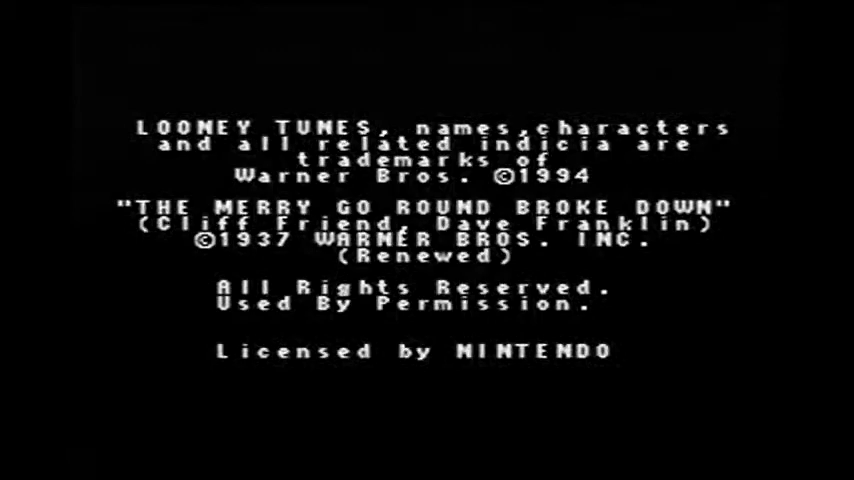 LOONEY TUNES, names,characters
and all related indicia are
trademarks of
Warner Bros. ©1994
"THE MERRY GO ROUND BROKE DOWN"
(Cliff Friend, Dave Franklin)
©1937 WARNER BROS. INC.
(Renewed)
All Rights Reserved.
Used By Permission.
Licensed by NINTENDO